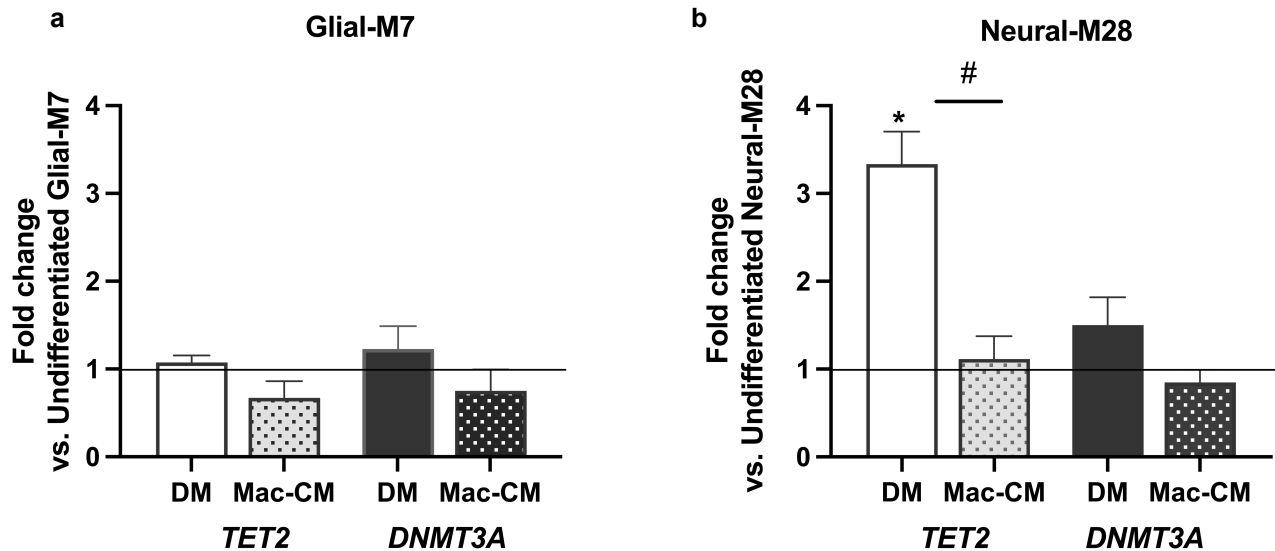 a
Glial-M7
Fold change
vs. Undifferentiated Glial-M7
4
3
2
1
0
DM Mac-CM DM Mac-CM
TET2 DNMT3A
b
Neural-M28
#
*
Fold change
vs. Undifferentiated Neural-M28
4
3
2
1
0
DM Mac-CM DM Mac-CM
TET2 DNMT3A